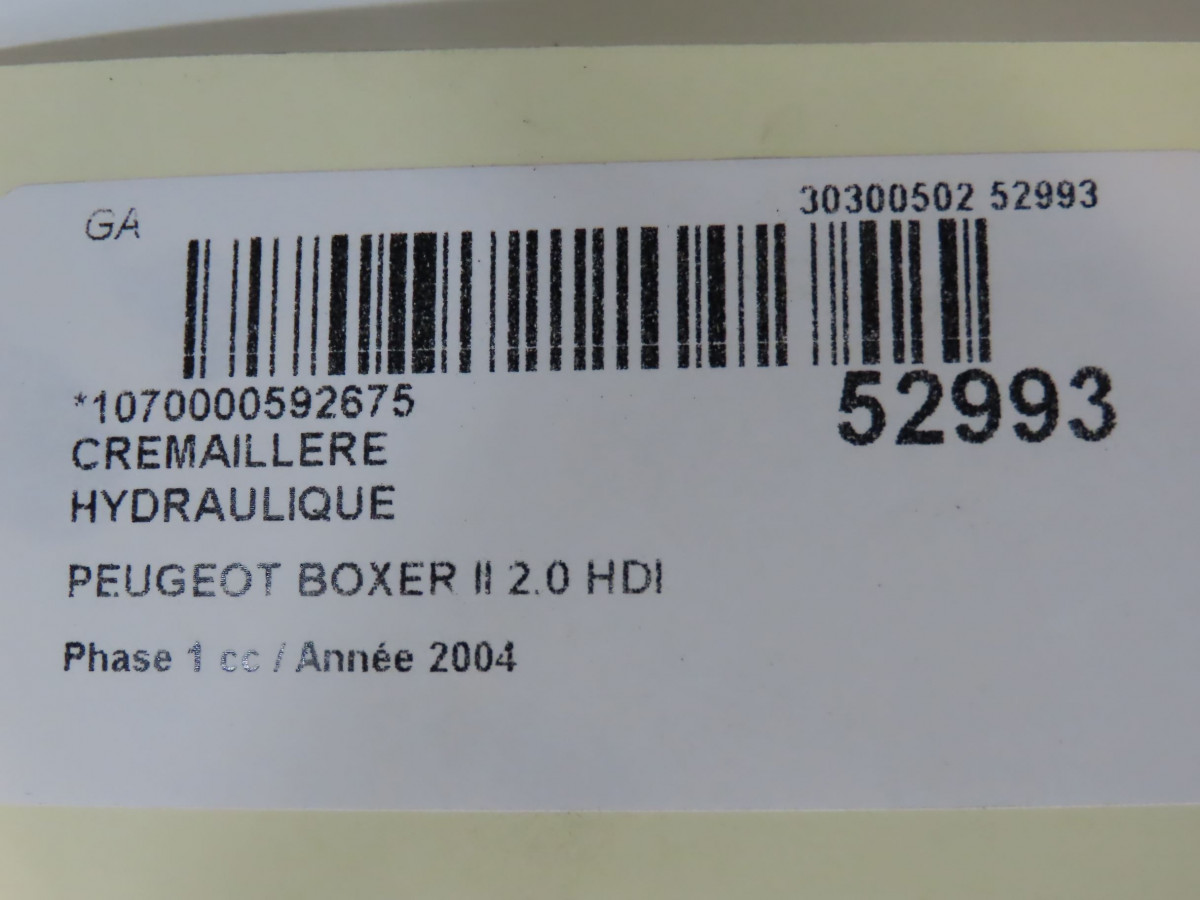 GA
30300502 52993
*1070000592675
52993
CREMAILLERE
HYDRAULIQUE
PEUGEOT BOXER II 2.0 HDI
Phase 1 cc / Année 2004